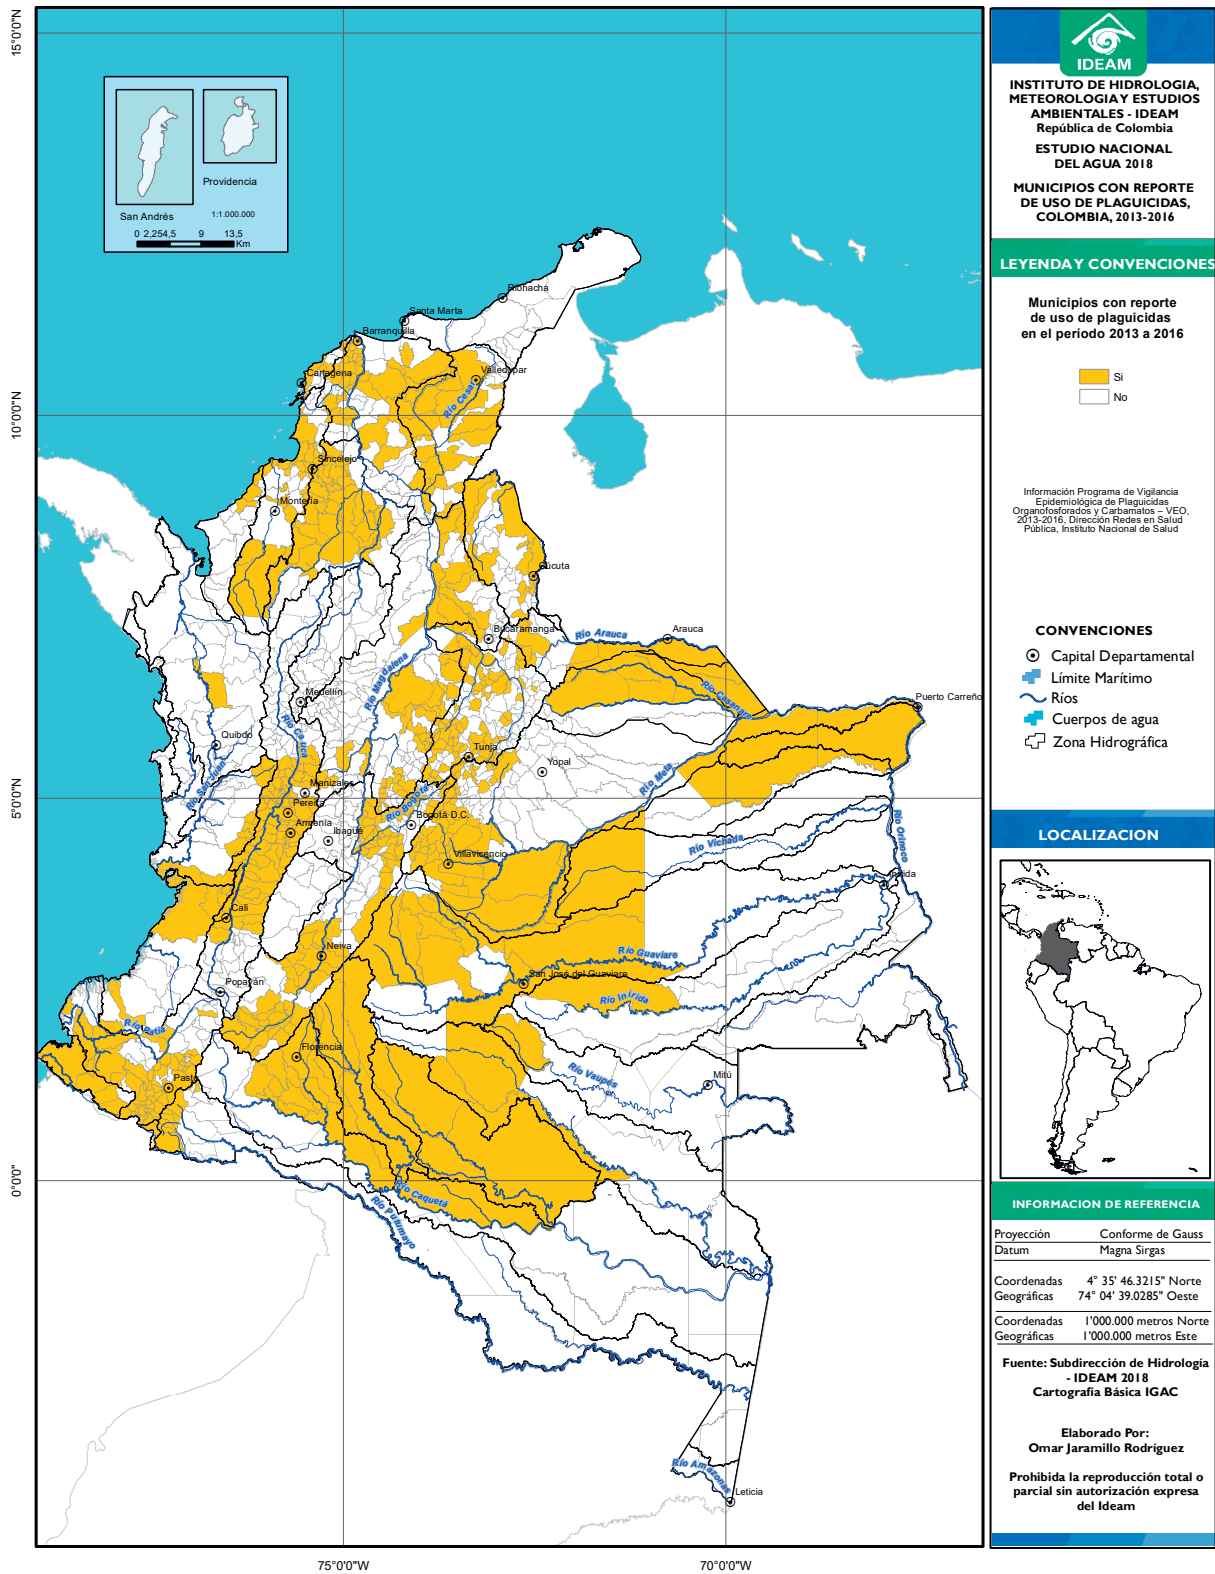 15°0'0"N
10°0'0"N
5°0'0"N
0°0'0"
75°0'0"W
70°0'0"W
San Andrés
Providencia
1:1.000.000
0 2,254,5 9 13,5
Km
Riohacha
Santa Marta
Barranquilla
Cartagena
Valledupar
Río Cesar
Sincelejo
Montería
Cúcuta
Bucaramanga
Río Arauca
Arauca
Río Magdalena
Medellín
Río Casanare
Puerto Carreño
Río Cauca
Quibdo
Tunja
Yopal
Río Meta
Río San Juan
Manizales
Pereira
Armenia
Ibagué
Río Bogotá
Bogotá D.C.
Río Orinoco
Río Vichada
Villavicencio
Inírida
Cali
Neiva
Río Guaviare
San José del Guaviare
Río Inírida
Popayán
Río Patía
Florencia
Río Vaupés
Mitú
Pasto
Río Caquetá
Río Putumayo
Río Amazonas
Leticia
IDEAM
INSTITUTO DE HIDROLOGIA,
METEOROLOGIA Y ESTUDIOS
AMBIENTALES - IDEAM
República de Colombia
ESTUDIO NACIONAL
DEL AGUA 2018
MUNICIPIOS CON REPORTE
DE USO DE PLAGUICIDAS,
COLOMBIA, 2013-2016
LEYENDA Y CONVENCIONES
Municipios con reporte
de uso de plaguicidas
en el período 2013 a 2016
Si
No
Información Programa de Vigilancia
Epidemiológica de Plaguicidas
Organofosforados y Carbamatos – VEO,
2013-2016, Dirección Redes en Salud
Pública, Instituto Nacional de Salud
CONVENCIONES
Capital Departamental
Límite Marítimo
Ríos
Cuerpos de agua
Zona Hidrográfica
LOCALIZACION
INFORMACION DE REFERENCIA
Proyección Conforme de Gauss
Datum Magna Sirgas
Coordenadas 4° 35' 46.3215" Norte
Geográficas 74° 04' 39.0285" Oeste
Coordenadas 1'000.000 metros Norte
Geográficas 1'000.000 metros Este
Fuente: Subdirección de Hidrología
- IDEAM 2018
Cartografía Básica IGAC
Elaborado Por:
Omar Jaramillo Rodríguez
Prohibida la reproducción total o
parcial sin autorización expresa
del Ideam